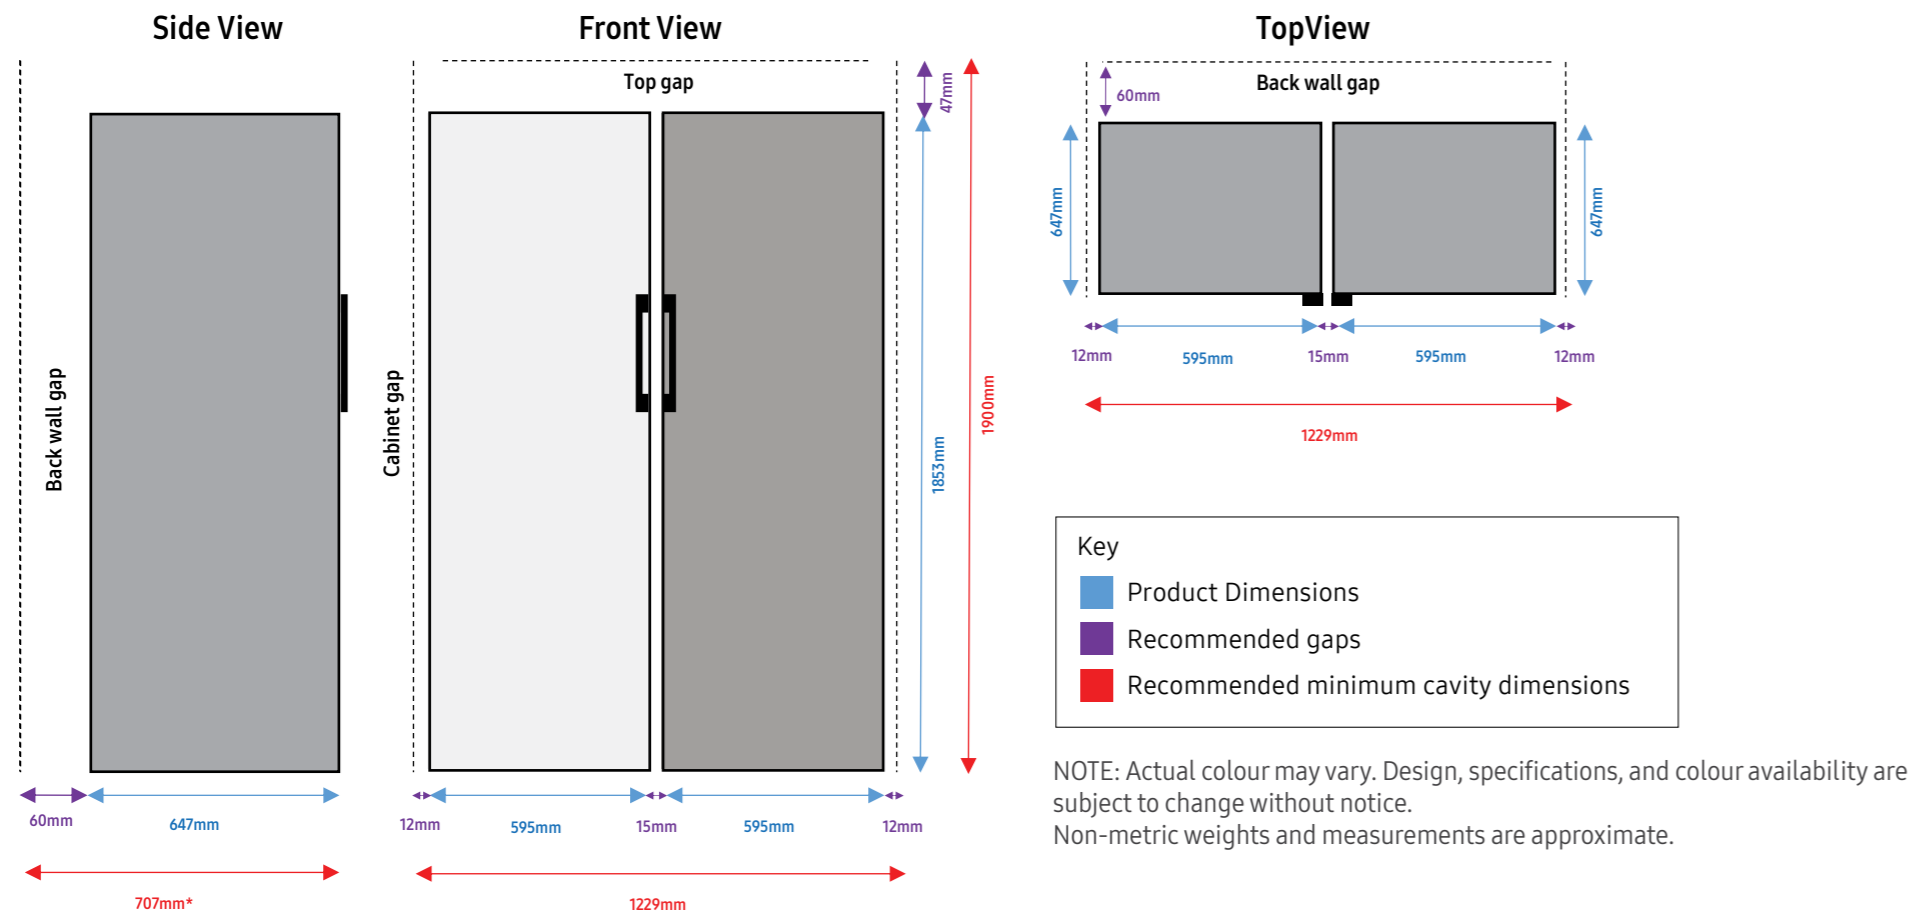 Side View
Back wall gap
60mm
647mm
707mm*
Front View
Top gap
47mm
Cabinet gap
1853mm
1900mm
12mm
595mm
15mm
595mm
12mm
1229mm
TopView
Back wall gap
60mm
647mm
647mm
12mm
595mm
15mm
595mm
12mm
1229mm
Key
Product Dimensions
Recommended gaps
Recommended minimum cavity dimensions
NOTE: Actual colour may vary. Design, specifications, and colour availability are
subject to change without notice.
Non-metric weights and measurements are approximate.